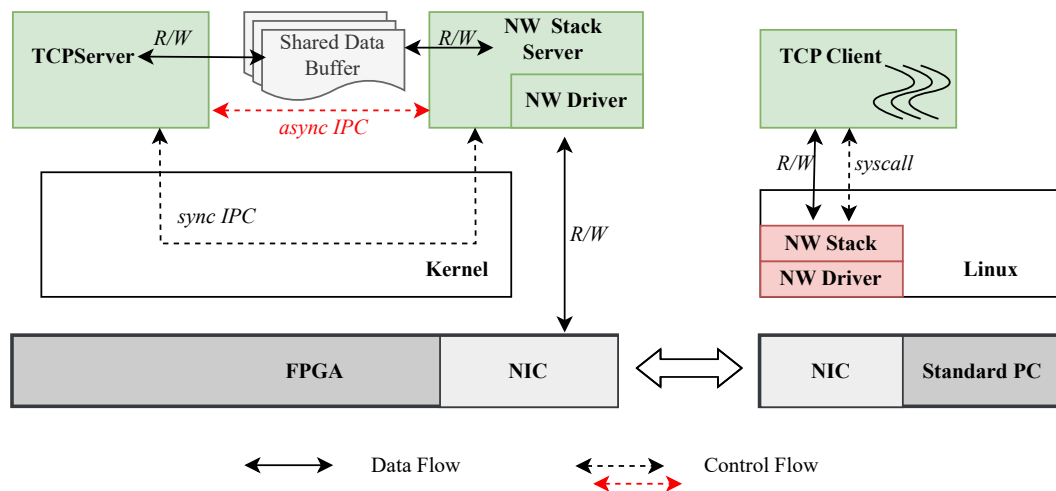 TCPServer
R/W
Shared Data
Buffer
R/W
NW Stack
Server
NW Driver
async IPC
sync IPC
Kernel
R/W
FPGA
NIC
TCP Client
R/W
syscall
NW Stack
NW Driver
Linux
NIC
Standard PC
Data Flow
Control Flow